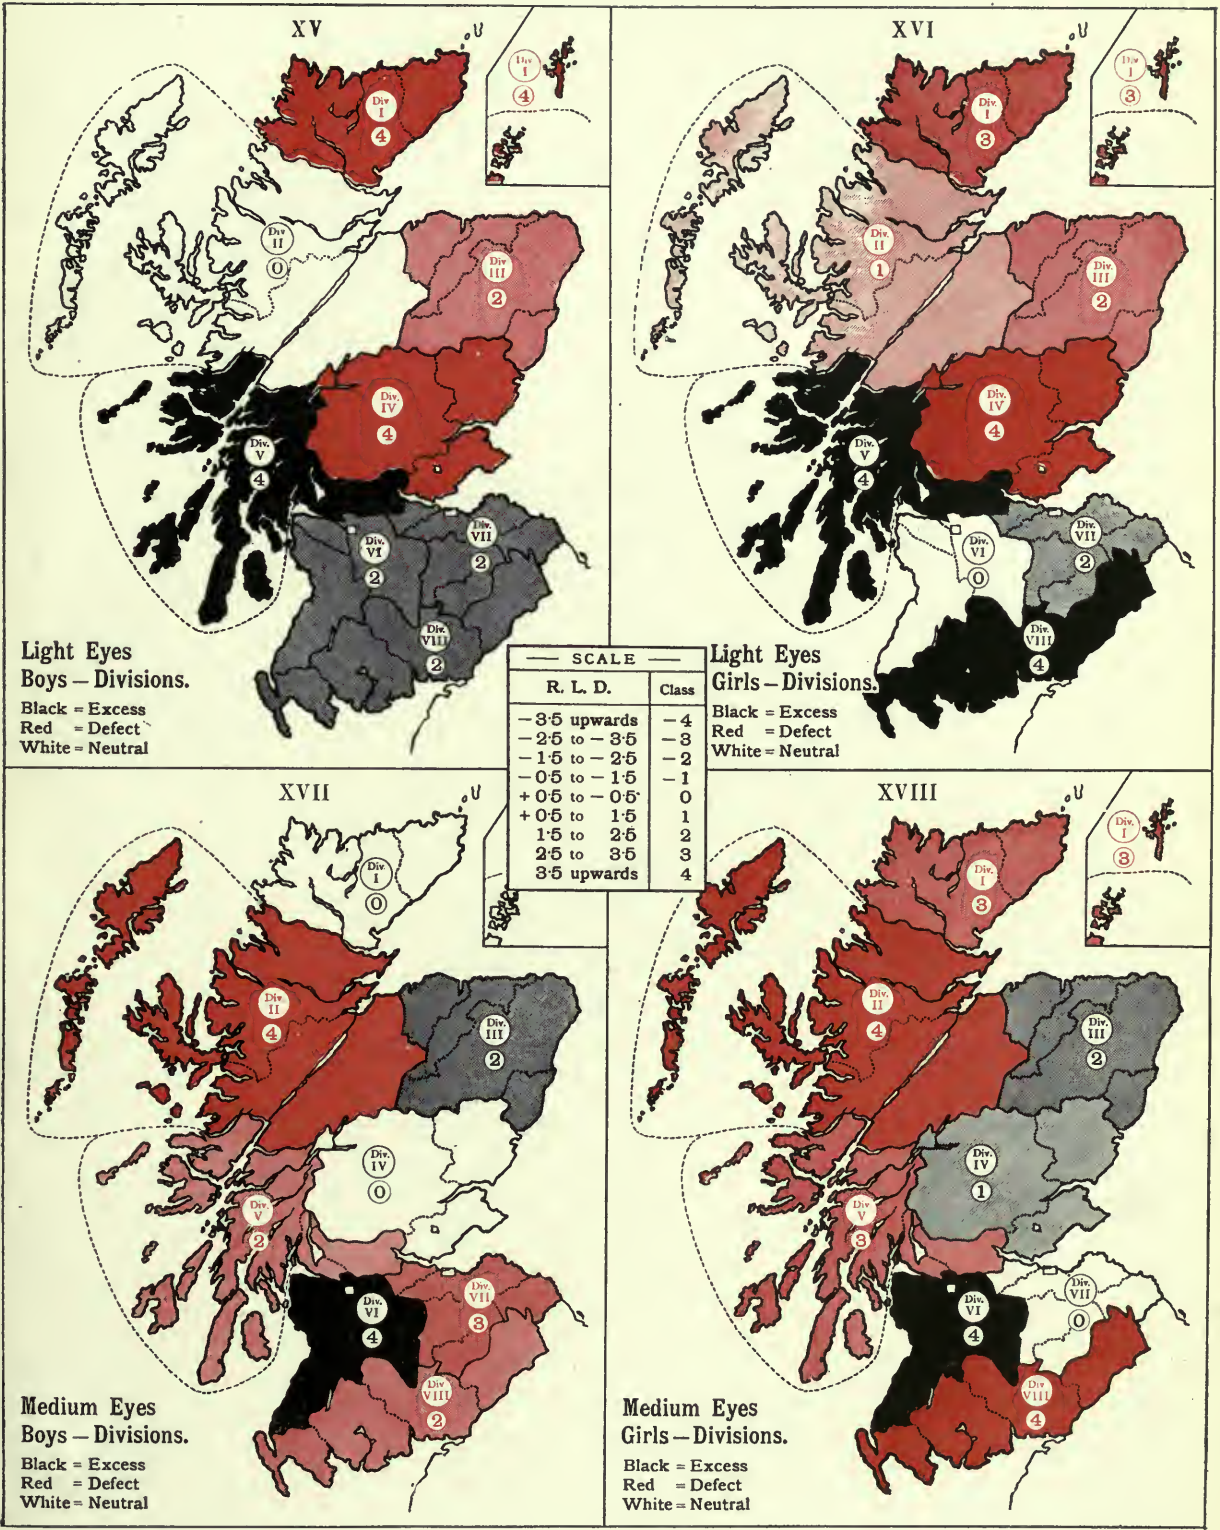 XV
Div
I
4
Div
I
4
Div
II
0
Div
III
2
Div.
IV
4
Div.
V
4
Div.
VI
2
Div.
VII
2
Div.
VIII
2
Light Eyes
Boys – Divisions.
Black = Excess
Red = Defect
White = Neutral
XVI
Div
I
3
Div.
I
3
Div.
II
1
Div.
III
2
Div.
IV
4
Div.
V
4
Div.
VI
0
Div.
VII
2
Div.
VIII
4
Light Eyes
Girls – Divisions.
Black = Excess
Red = Defect
White = Neutral
SCALE
R. L. D. Class
–3·5 upwards –4
–2·5 to –3·5 –3
–1·5 to –2·5 –2
–0·5 to –1·5 –1
+0·5 to –0·5 0
+0·5 to 1·5 1
1·5 to 2·5 2
2·5 to 3·5 3
3·5 upwards 4
XVII
Div.
I
0
Div
II
4
Div.
III
2
Div.
IV
0
Div.
V
2
Div.
VI
4
Div.
VII
3
Div
VIII
2
Medium Eyes
Boys – Divisions.
Black = Excess
Red = Defect
White = Neutral
XVIII
Div.
I
3
Div.
I
3
Div.
II
4
Div.
III
2
Div.
IV
1
Div.
V
3
Div.
VI
4
Div.
VII
0
Div
VIII
4
Medium Eyes
Girls – Divisions.
Black = Excess
Red = Defect
White = Neutral